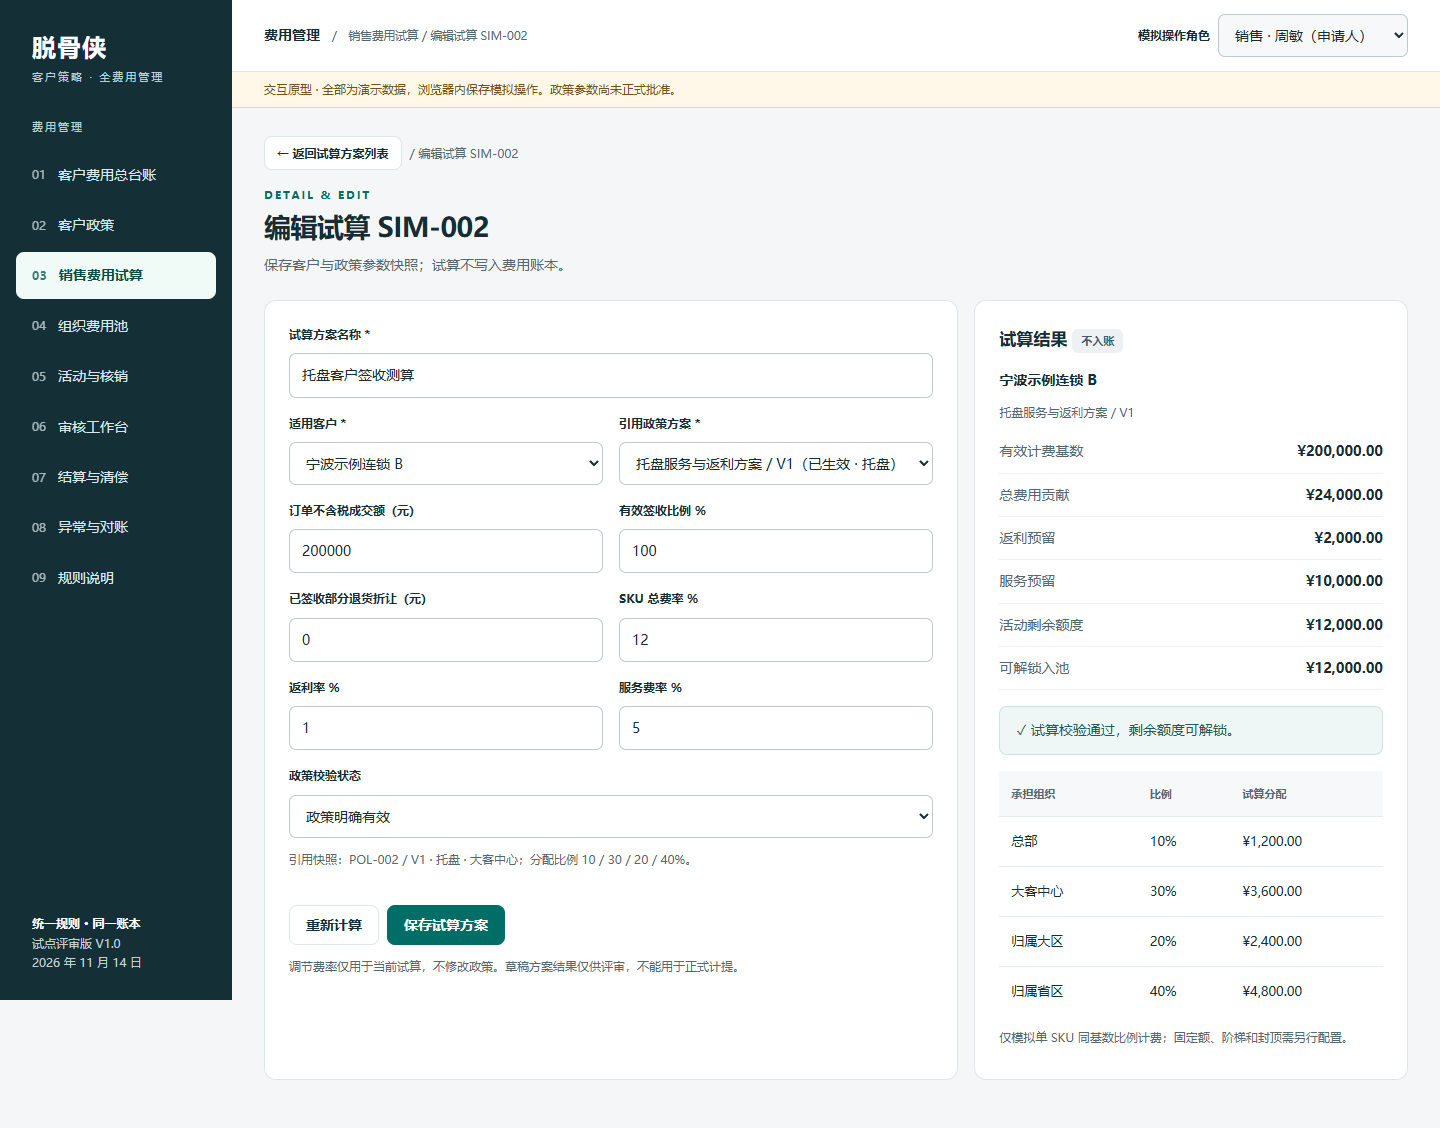 脱骨侠
客户策略 · 全费用管理
费用管理
01 客户费用总台账
02 客户政策
03 销售费用试算
04 组织费用池
05 活动与核销
06 审核工作台
07 结算与清偿
08 异常与对账
09 规则说明
统一规则 · 同一账本
试点评审版 V1.0
2026 年 11 月 14 日
费用管理 / 销售费用试算 / 编辑试算 SIM-002
模拟操作角色 销售 · 周敏（申请人）
交互原型 · 全部为演示数据，浏览器内保存模拟操作。政策参数尚未正式批准。
← 返回试算方案列表 / 编辑试算 SIM-002
DETAIL & EDIT
编辑试算 SIM-002
保存客户与政策参数快照；试算不写入费用账本。
试算方案名称 *
托盘客户签收测算
适用客户 * 引用政策方案 *
宁波示例连锁 B 托盘服务与返利方案 / V1（已生效 · 托盘）
订单不含税成交额（元） 有效签收比例 %
200000 100
已签收部分退货折让（元） SKU 总费率 %
0 12
返利率 % 服务费率 %
1 5
政策校验状态
政策明确有效
引用快照：POL-002 / V1 · 托盘 · 大客中心；分配比例 10 / 30 / 20 / 40%。
重新计算 保存试算方案
调节费率仅用于当前试算，不修改政策。草稿方案结果仅供评审，不能用于正式计提。
试算结果 不入账
宁波示例连锁 B
托盘服务与返利方案 / V1
有效计费基数 ¥200,000.00
总费用贡献 ¥24,000.00
返利预留 ¥2,000.00
服务预留 ¥10,000.00
活动剩余额度 ¥12,000.00
可解锁入池 ¥12,000.00
✓ 试算校验通过，剩余额度可解锁。
承担组织 比例 试算分配
总部 10% ¥1,200.00
大客中心 30% ¥3,600.00
归属大区 20% ¥2,400.00
归属省区 40% ¥4,800.00
仅模拟单 SKU 同基数比例计费；固定额、阶梯和封顶需另行配置。